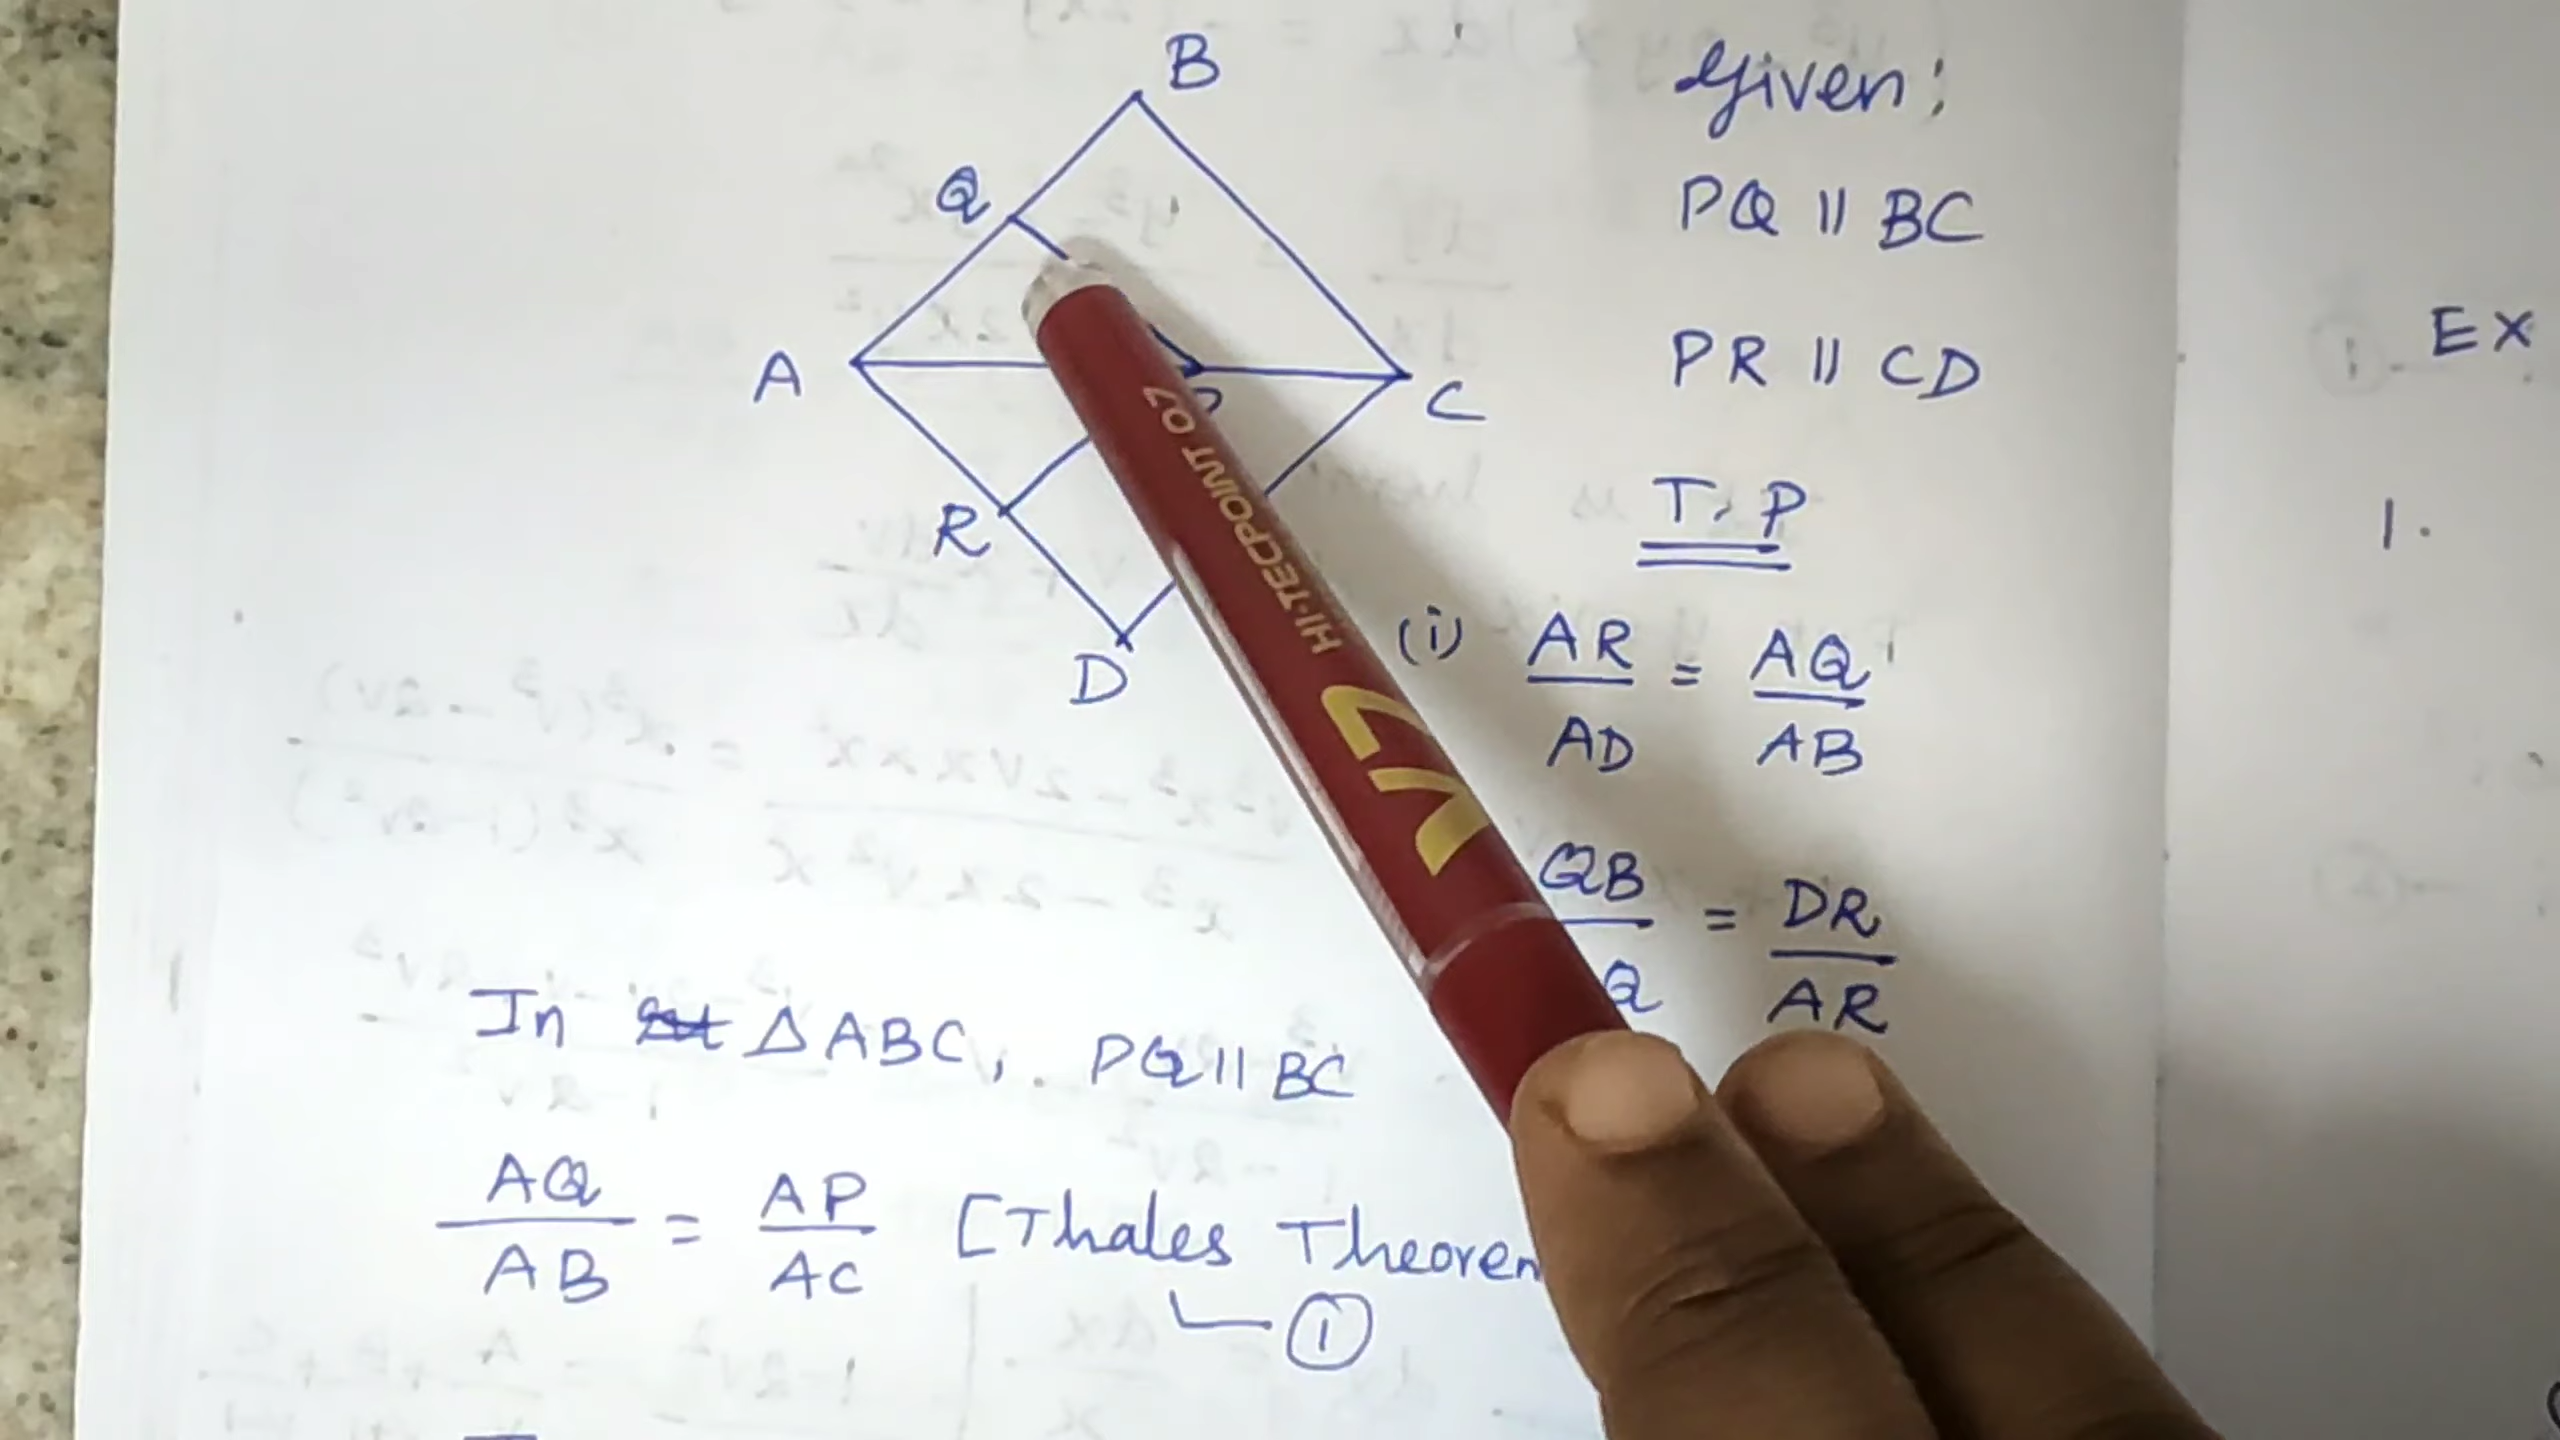 B
Given:
Q
PQ || BC
EX
PR || CD
A
C
HI-TECPOINT 07
V7
T. P
1.
R
D
(i) AR/AD = AQ/AB
QB/ Q = DR/AR
In ΔABC, PQ || BC
AQ/AB = AP/AC [Thales Theorem
①